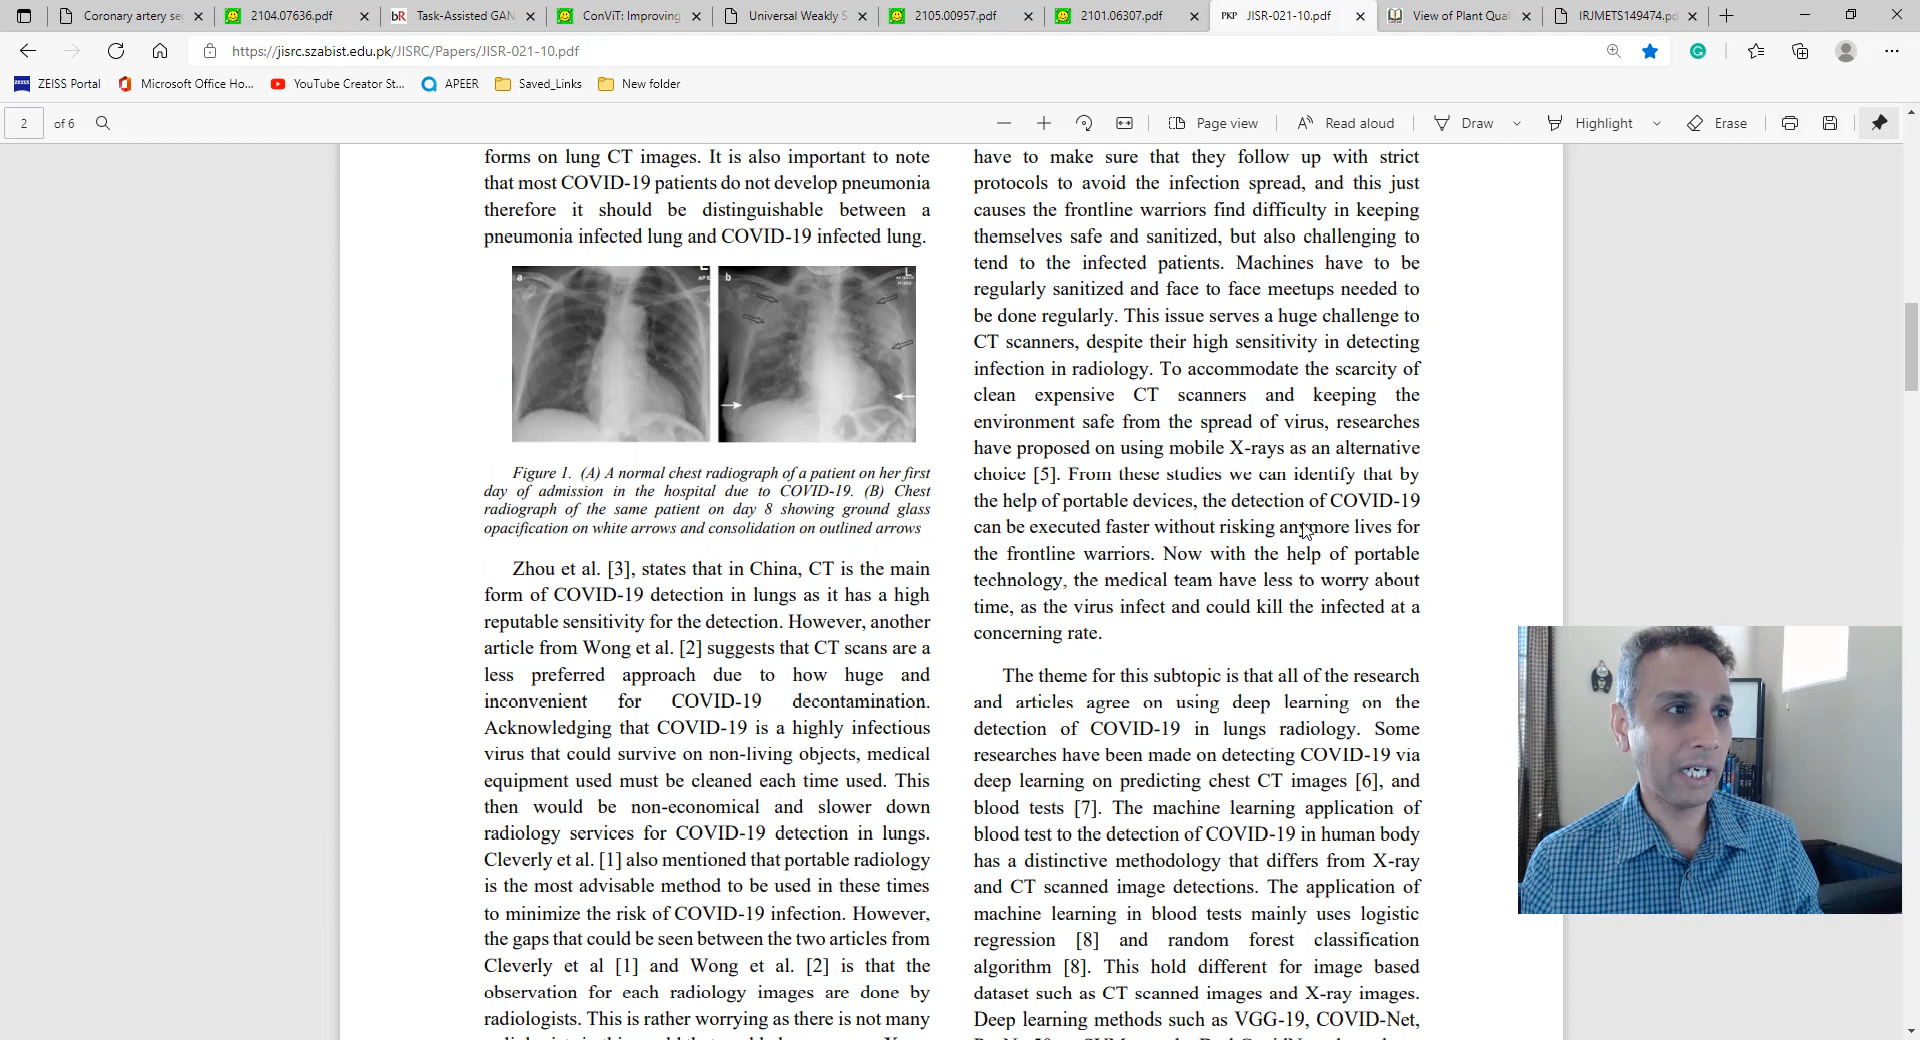 Coronary artery se
2104.07636.pdf
Task-Assisted GAN
ConViT: Improving
Universal Weakly S
2105.00957.pdf
2101.06307.pdf
JISR-021-10.pdf
View of Plant Qual
IRJMETS149474.pd
https://jisrc.szabist.edu.pk/JISRC/Papers/JISR-021-10.pdf
ZEISS Portal
Microsoft Office Ho...
YouTube Creator St...
APEER
Saved_Links
New folder
2 of 6
Page view
Read aloud
Draw
Highlight
Erase
forms on lung CT images. It is also important to note
that most COVID-19 patients do not develop pneumonia
therefore it should be distinguishable between a
pneumonia infected lung and COVID-19 infected lung.
a
b
L
Figure 1. (A) A normal chest radiograph of a patient on her first
day of admission in the hospital due to COVID-19. (B) Chest
radiograph of the same patient on day 8 showing ground glass
opacification on white arrows and consolidation on outlined arrows
Zhou et al. [3], states that in China, CT is the main
form of COVID-19 detection in lungs as it has a high
reputable sensitivity for the detection. However, another
article from Wong et al. [2] suggests that CT scans are a
less preferred approach due to how huge and
inconvenient for COVID-19 decontamination.
Acknowledging that COVID-19 is a highly infectious
virus that could survive on non-living objects, medical
equipment used must be cleaned each time used. This
then would be non-economical and slower down
radiology services for COVID-19 detection in lungs.
Cleverly et al. [1] also mentioned that portable radiology
is the most advisable method to be used in these times
to minimize the risk of COVID-19 infection. However,
the gaps that could be seen between the two articles from
Cleverly et al [1] and Wong et al. [2] is that the
observation for each radiology images are done by
radiologists. This is rather worrying as there is not many
have to make sure that they follow up with strict
protocols to avoid the infection spread, and this just
causes the frontline warriors find difficulty in keeping
themselves safe and sanitized, but also challenging to
tend to the infected patients. Machines have to be
regularly sanitized and face to face meetups needed to
be done regularly. This issue serves a huge challenge to
CT scanners, despite their high sensitivity in detecting
infection in radiology. To accommodate the scarcity of
clean expensive CT scanners and keeping the
environment safe from the spread of virus, researches
have proposed on using mobile X-rays as an alternative
choice [5]. From these studies we can identify that by
the help of portable devices, the detection of COVID-19
can be executed faster without risking anymore lives for
the frontline warriors. Now with the help of portable
technology, the medical team have less to worry about
time, as the virus infect and could kill the infected at a
concerning rate.
The theme for this subtopic is that all of the research
and articles agree on using deep learning on the
detection of COVID-19 in lungs radiology. Some
researches have been made on detecting COVID-19 via
deep learning on predicting chest CT images [6], and
blood tests [7]. The machine learning application of
blood test to the detection of COVID-19 in human body
has a distinctive methodology that differs from X-ray
and CT scanned image detections. The application of
machine learning in blood tests mainly uses logistic
regression [8] and random forest classification
algorithm [8]. This hold different for image based
dataset such as CT scanned images and X-ray images.
Deep learning methods such as VGG-19, COVID-Net,